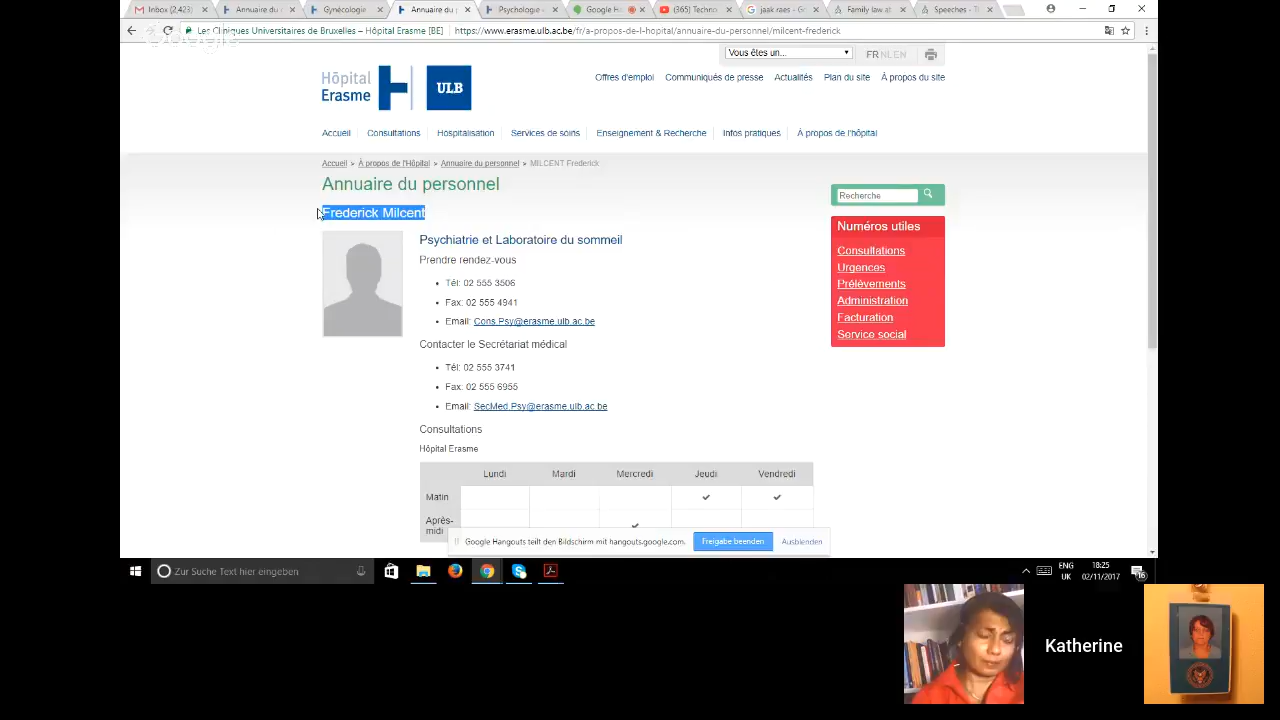 Inbox (2,423)
Annuaire du
Gynécologie
Annuaire du p
Psychologie
Google H
(365) Techno
jaak raes - G
Family law at
Speeches - T
Les Cliniques Universitaires de Bruxelles – Hôpital Erasme [BE]
https://www.erasme.ulb.ac.be/fr/a-propos-de-l-hopital/annuaire-du-personnel/milcent-frederick
Vous êtes un...
FR NL EN
Hôpital
Erasme
ULB
Offres d'emploi
Communiqués de presse
Actualités
Plan du site
À propos du site
Accueil
Consultations
Hospitalisation
Services de soins
Enseignement & Recherche
Infos pratiques
À propos de l'hôpital
Accueil » À propos de l'Hôpital » Annuaire du personnel » MILCENT Frederick
Annuaire du personnel
Frederick Milcent
Recherche
Numéros utiles
Consultations
Urgences
Prélèvements
Administration
Facturation
Service social
Psychiatrie et Laboratoire du sommeil
Prendre rendez-vous
Tél: 02 555 3506
Fax: 02 555 4941
Email: Cons.Psy@erasme.ulb.ac.be
Contacter le Secrétariat médical
Tél: 02 555 3741
Fax: 02 555 6955
Email: SecMed.Psy@erasme.ulb.ac.be
Consultations
Hôpital Erasme
Lundi Mardi Mercredi Jeudi Vendredi
Matin
Après-
midi
Google Hangouts teilt den Bildschirm mit hangouts.google.com.
Freigabe beenden
Ausblenden
Zur Suche Text hier eingeben
ENG
UK
18:25
02/11/2017
16
Katherine